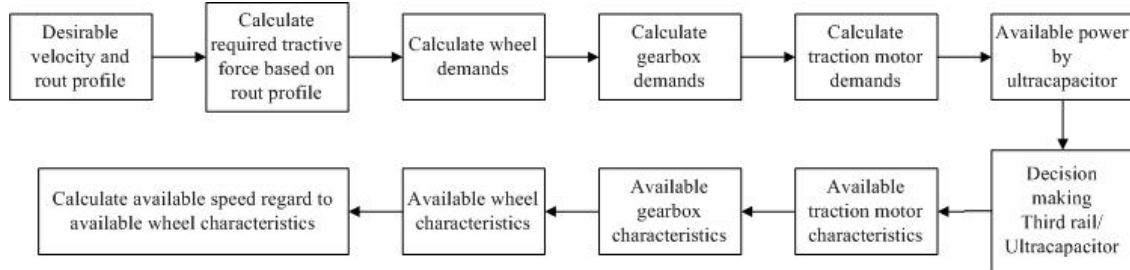 Desirable
velocity and
rout profile
Calculate
required tractive
force based on
rout profile
Calculate wheel
demands
Calculate
gearbox
demands
Calculate
traction motor
demands
Available power
by
ultracapacitor
Decision
making
Third rail/
Ultracapacitor
Available
traction motor
characteristics
Available
gearbox
characteristics
Available wheel
characteristics
Calculate available speed regard to
available wheel characteristics